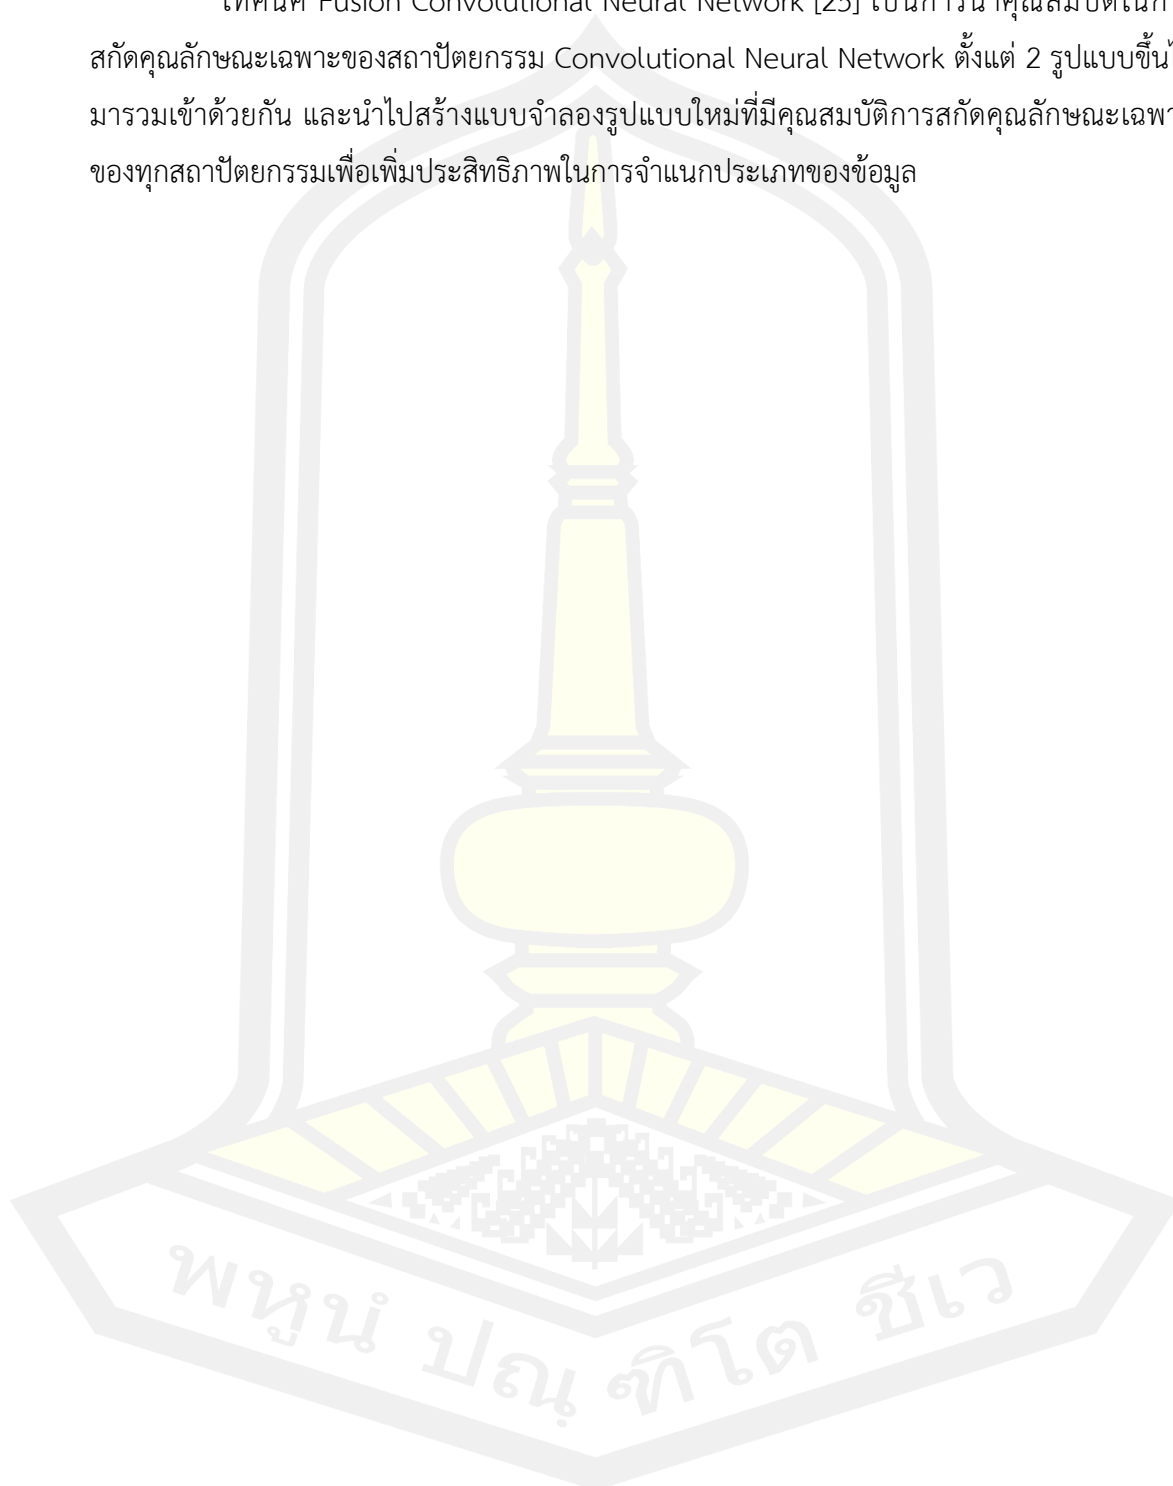 เทคนิค Fusion Convolutional Neural Network [25] เป็นการนำคุณสมบัติในก
สกัดคุณลักษณะเฉพาะของสถาปัตยกรรม Convolutional Neural Network ตั้งแต่ 2 รูปแบบขึ้น
มารวมเข้าด้วยกัน และนำไปสร้างแบบจำลองรูปแบบใหม่ที่มีคุณสมบัติการสกัดคุณลักษณะเฉพา
ของทุกสถาปัตยกรรมเพื่อเพิ่มประสิทธิภาพในการจำแนกประเภทของข้อมูล
พหูนํ ปณฺฑิโต ชีเว